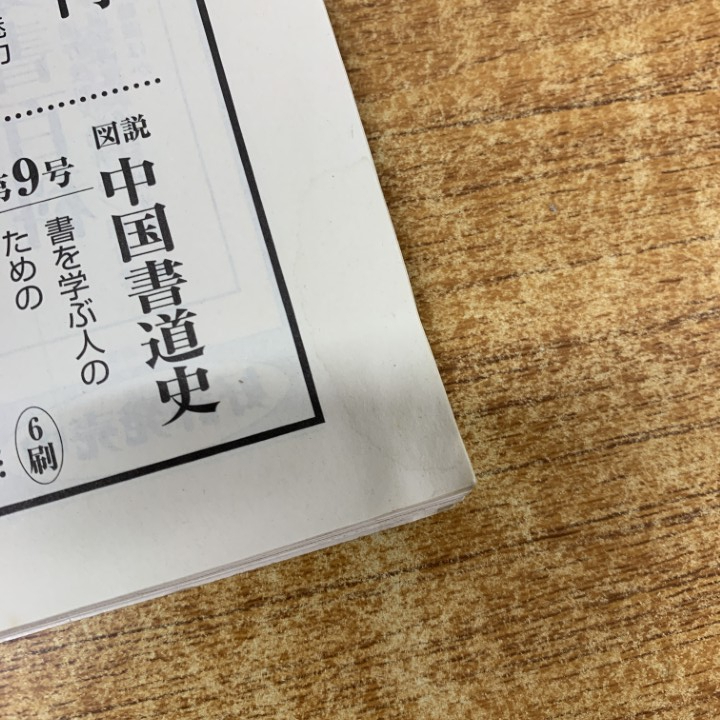 図説
中国書道史
書を学ぶ人の
ための
第9号
6刷